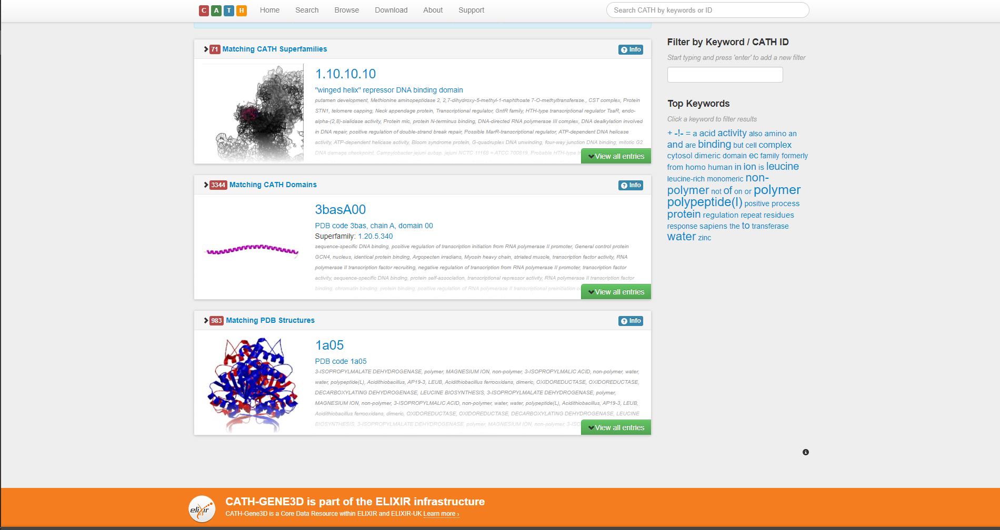 C A T H Home Search Browse Download About Support Search CATH by keywords or ID
71 Matching CATH Superfamilies Info
1.10.10.10
"winged helix" repressor DNA binding domain
putamen development, Methionine aminopeptidase 2, 2,7-dihydroxy-5-methyl-1-naphthoate 7-O-methyltransferase., CST complex, Protein
STN1, telomere capping, Neck appendage protein, Transcriptional regulator, GntR family, HTH-type transcriptional regulator TsaR, endo-
alpha-(2,8)-sialidase activity, Protein mlc, protein N-terminus binding, DNA-directed RNA polymerase III complex, DNA dealkylation involved
in DNA repair, positive regulation of double-strand break repair, Possible MarR-transcriptional regulator, ATP-dependent DNA helicase
activity, ATP-dependent helicase activity, Bloom syndrome protein, G-quadruplex DNA unwinding, four-way junction DNA binding, mitotic G2
DNA damage checkpoint, Campylobacter jejuni subsp. jejuni NCTC 11168 = ATCC 700819, Probable HTH-type
View all entries
3344 Matching CATH Domains Info
3basA00
PDB code 3bas, chain A, domain 00
Superfamily: 1.20.5.340
sequence-specific DNA binding, positive regulation of transcription initiation from RNA polymerase II promoter, General control protein
GCN4, nucleus, identical protein binding, Argopecten irradians, Myosin heavy chain, striated muscle, transcription factor activity, RNA
polymerase II transcription factor recruiting, negative regulation of transcription from RNA polymerase II promoter, transcription factor
activity, sequence-specific DNA binding, protein self-association, transcriptional repressor activity, RNA polymerase II transcription factor
binding, chromatin binding, protein binding, positive regulation of RNA polymerase II transcriptional preinitiation
View all entries
983 Matching PDB Structures Info
1a05
PDB code 1a05
3-ISOPROPYLMALATE DEHYDROGENASE, polymer, MAGNESIUM ION, non-polymer, 3-ISOPROPYLMALIC ACID, non-polymer, water,
water, polypeptide(L), Acidithiobacillus, AP19-3, LEUB, Acidithiobacillus ferrooxidans, dimeric, OXIDOREDUCTASE, OXIDOREDUCTASE,
DECARBOXYLATING DEHYDROGENASE, LEUCINE BIOSYNTHESIS, 3-ISOPROPYLMALATE DEHYDROGENASE, polymer,
MAGNESIUM ION, non-polymer, 3-ISOPROPYLMALIC ACID, non-polymer, water, water, polypeptide(L), Acidithiobacillus, AP19-3, LEUB,
Acidithiobacillus ferrooxidans, dimeric, OXIDOREDUCTASE, OXIDOREDUCTASE, DECARBOXYLATING DEHYDROGENASE, LEUCINE
BIOSYNTHESIS, 3-ISOPROPYLMALATE DEHYDROGENASE, polymer, MAGNESIUM ION, non-polymer,
View all entries
Filter by Keyword / CATH ID
Start typing and press 'enter' to add a new filter
Top Keywords
Click a keyword to filter results
+ -!- = a acid activity also amino an
and are binding but cell complex
cytosol dimeric domain ec family formerly
from homo human in ion is leucine
leucine-rich monomeric non-
polymer not of on or polymer
polypeptide(l) positive process
protein regulation repeat residues
response sapiens the to transferase
water zinc
elixir
CATH-GENE3D is part of the ELIXIR infrastructure
CATH-Gene3D is a Core Data Resource within ELIXIR and ELIXIR-UK Learn more ›